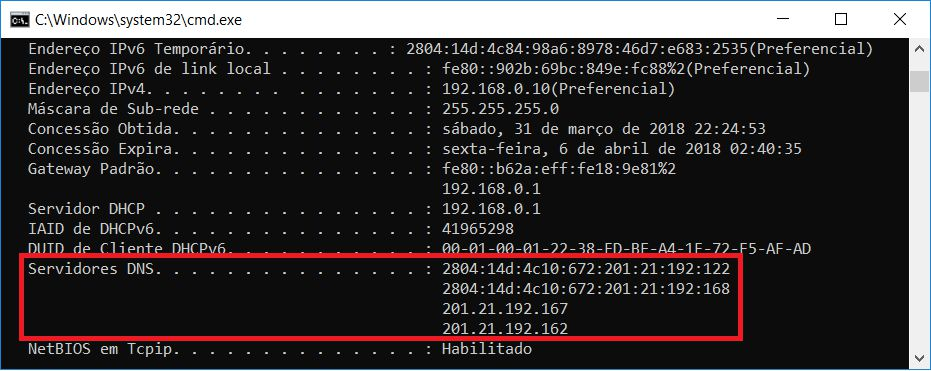 C:\Windows\system32\cmd.exe
Endereço IPv6 Temporário. . . . . . . . : 2804:14d:4c84:98a6:8978:46d7:e683:2535(Preferencial)
Endereço IPv6 de link local . . . . . . . . : fe80::902b:69bc:849e:fc88%2(Preferencial)
Endereço IPv4. . . . . . . . . . . . . . . : 192.168.0.10(Preferencial)
Máscara de Sub-rede . . . . . . . . . . . . : 255.255.255.0
Concessão Obtida. . . . . . . . . . . . . . : sábado, 31 de março de 2018 22:24:53
Concessão Expira. . . . . . . . . . . . . . : sexta-feira, 6 de abril de 2018 02:40:35
Gateway Padrão. . . . . . . . . . . . . . . : fe80::b62a:eff:fe18:9e81%2
192.168.0.1
Servidor DHCP . . . . . . . . . . . . . . . : 192.168.0.1
IAID de DHCPv6. . . . . . . . . . . . . . . : 41965298
DUID de Cliente DHCPv6. . . . . . . . . . . : 00-01-00-01-22-38-ED-BE-A4-1F-72-F5-AF-AD
Servidores DNS. . . . . . . . . . . . . . . : 2804:14d:4c10:672:201:21:192:122
2804:14d:4c10:672:201:21:192:168
201.21.192.167
201.21.192.162
NetBIOS em Tcpip. . . . . . . . . . . . . . : Habilitado